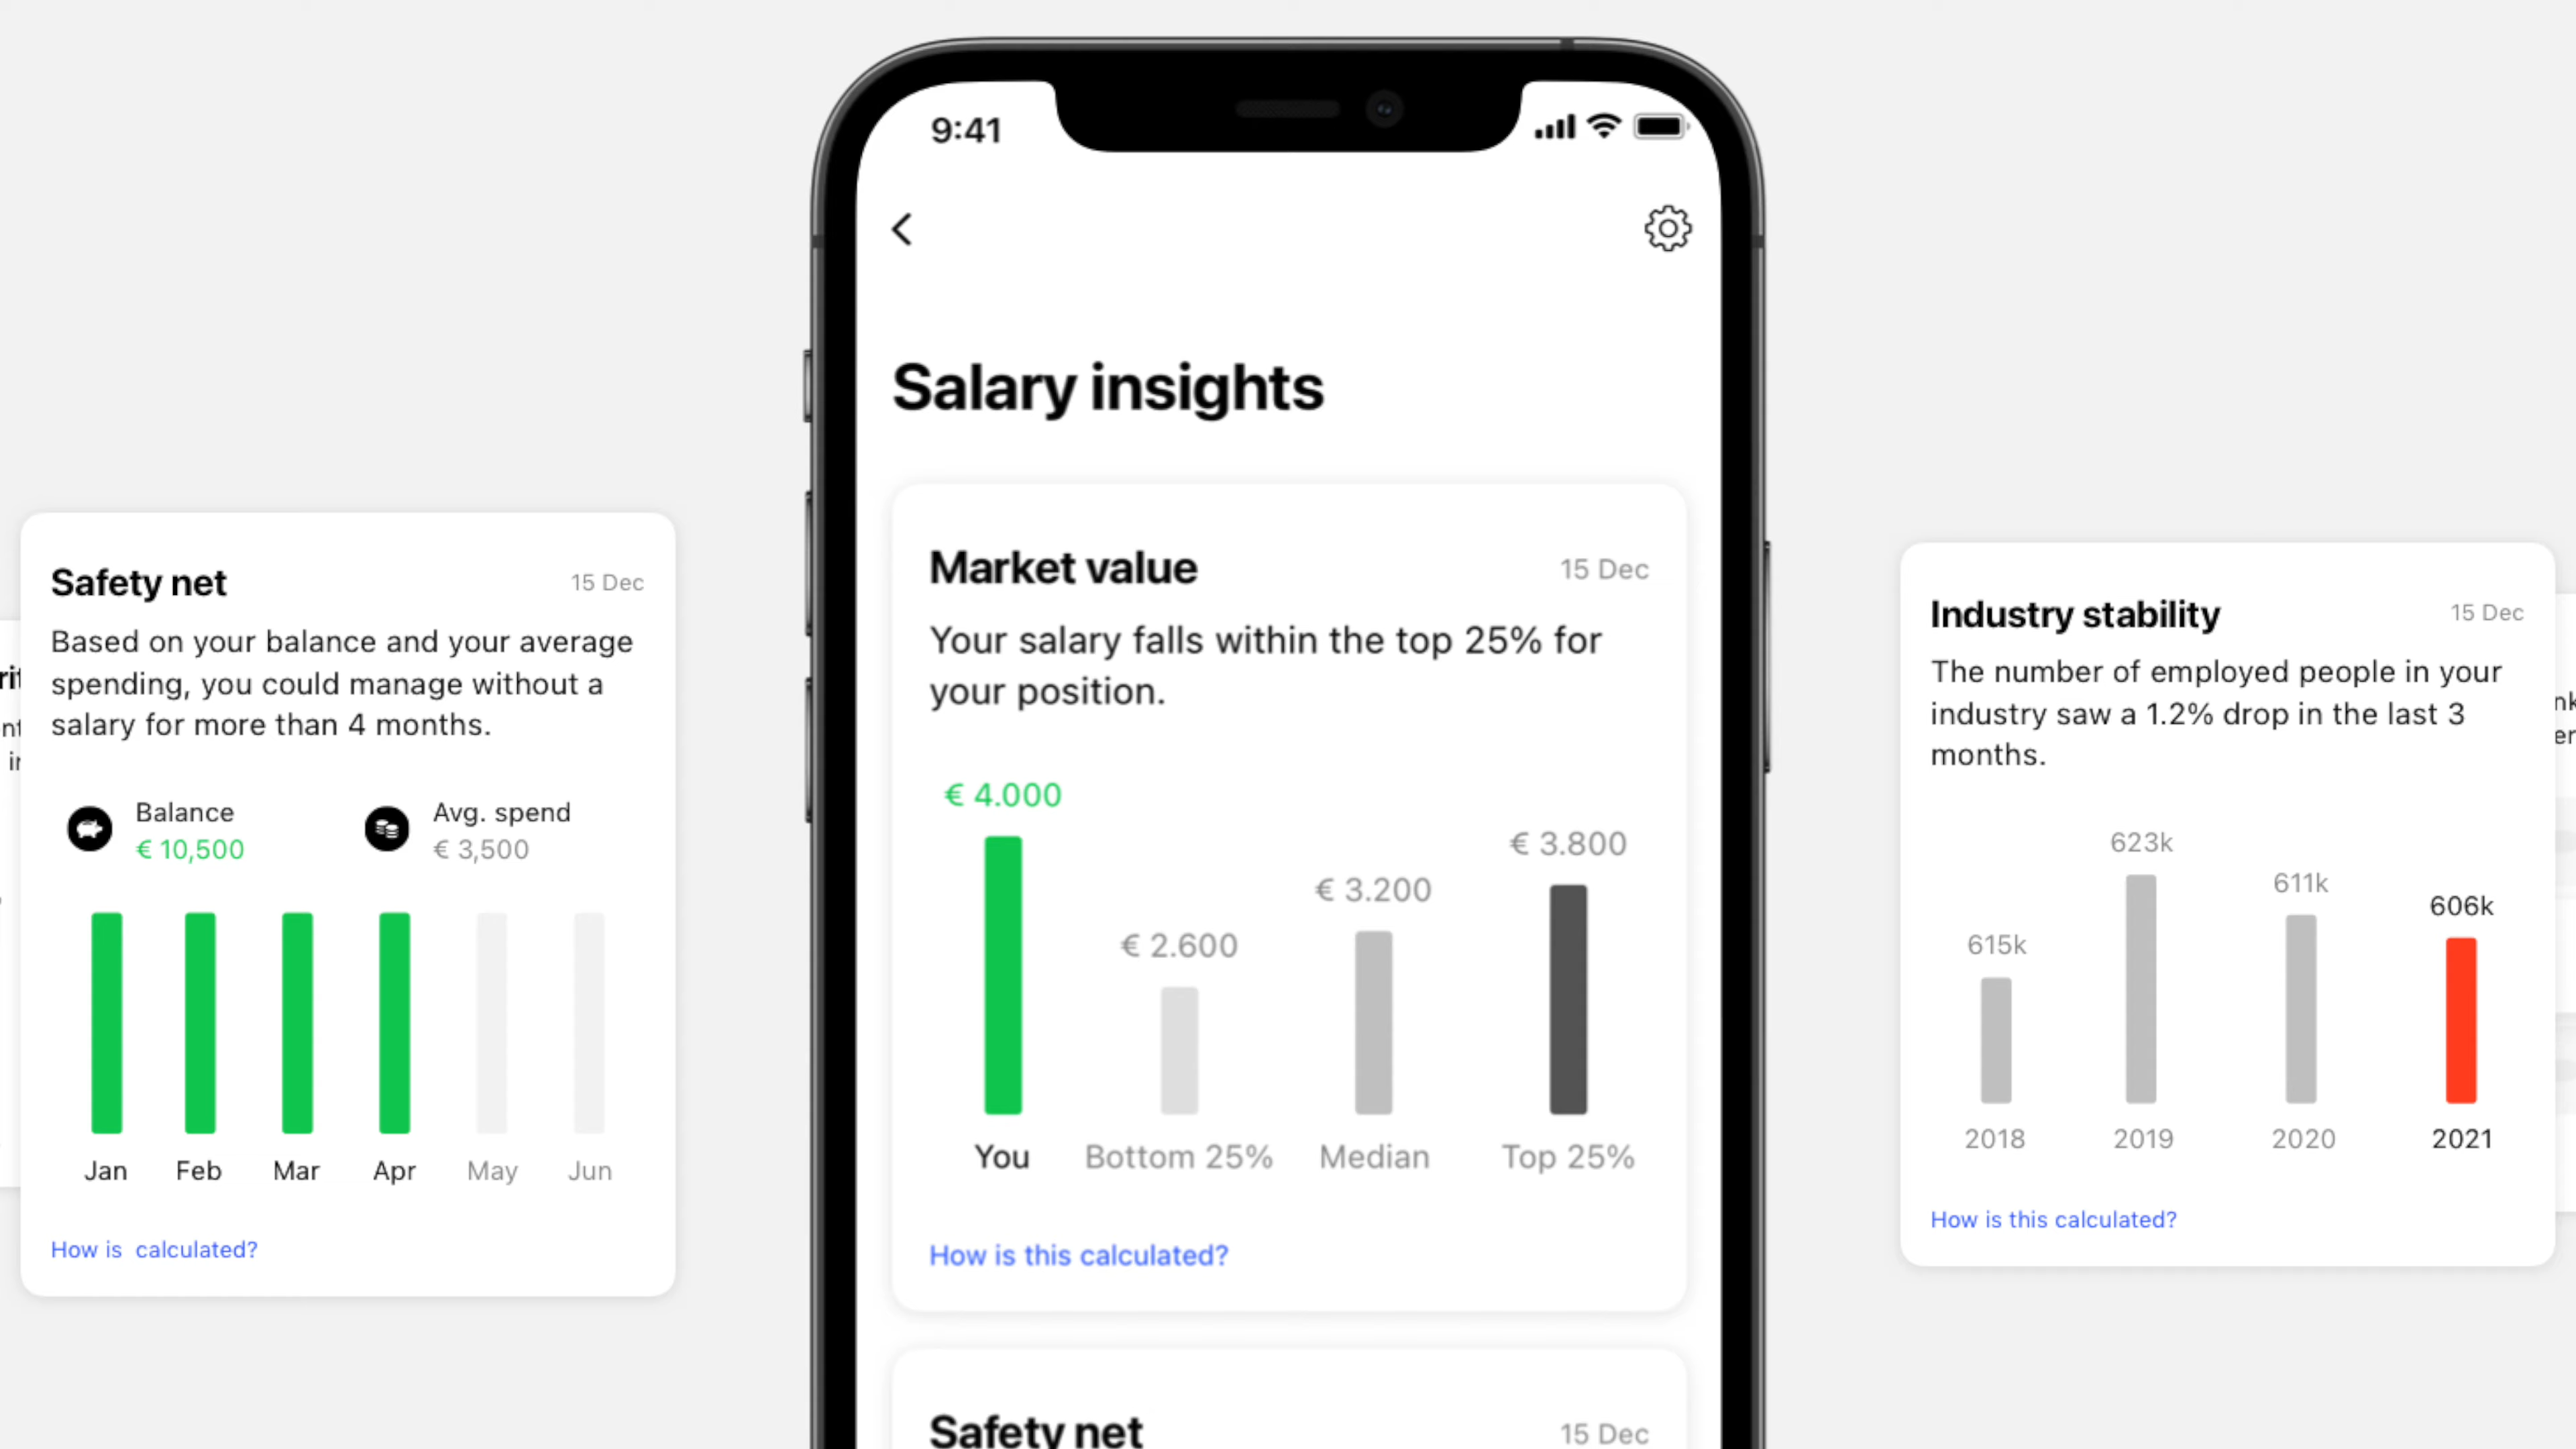 9:41
Salary insights
Market value
15 Dec
Your salary falls within the top 25% for
your position.
€ 4.000
€ 2.600
€ 3.200
€ 3.800
You
Bottom 25%
Median
Top 25%
How is this calculated?
Safety net
15 Dec
Safety net
15 Dec
Based on your balance and your average
spending, you could manage without a
salary for more than 4 months.
Balance
€ 10,500
Avg. spend
€ 3,500
Jan
Feb
Mar
Apr
May
Jun
How is calculated?
Industry stability
15 Dec
The number of employed people in your
industry saw a 1.2% drop in the last 3
months.
615k
623k
611k
606k
2018
2019
2020
2021
How is this calculated?